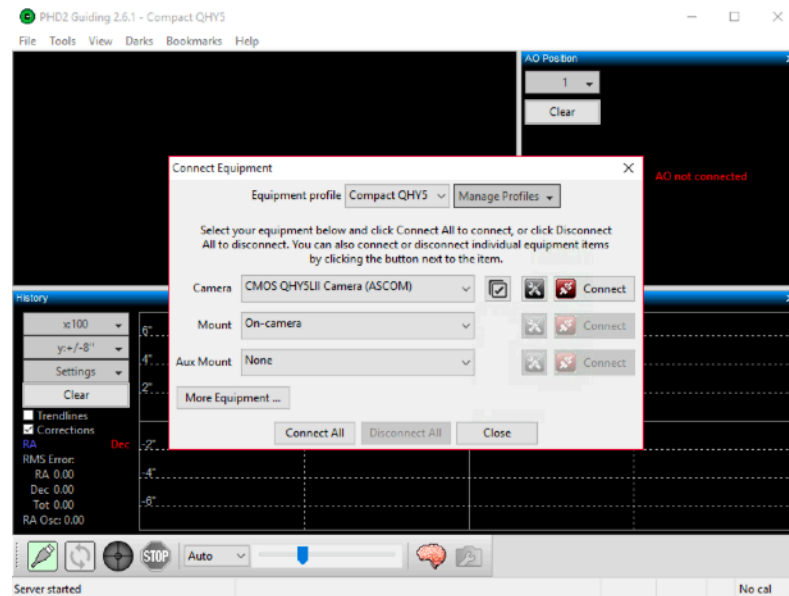 PHD2 Guiding 2.6.1 - Compact QHY5
File Tools View Darks Bookmarks Help
AO Position
1
Clear
AO not connected
Connect Equipment
Equipment profile Compact QHY5 Manage Profiles
Select your equipment below and click Connect All to connect, or click Disconnect
All to disconnect. You can also connect or disconnect individual equipment items
by clicking the button next to the item.
Camera CMOS QHY5LII Camera (ASCOM) Connect
Mount On-camera Connect
Aux Mount None Connect
More Equipment ...
Connect All Disconnect All Close
History
x:100
y:+/-8"
Settings
Clear
Trendlines
Corrections
RA Dec
RMS Error:
RA 0.00
Dec 0.00
Tot 0.00
RA Osc: 0.00
6"
4"
2"
-2"
-4"
-6"
STOP Auto
Server started No cal